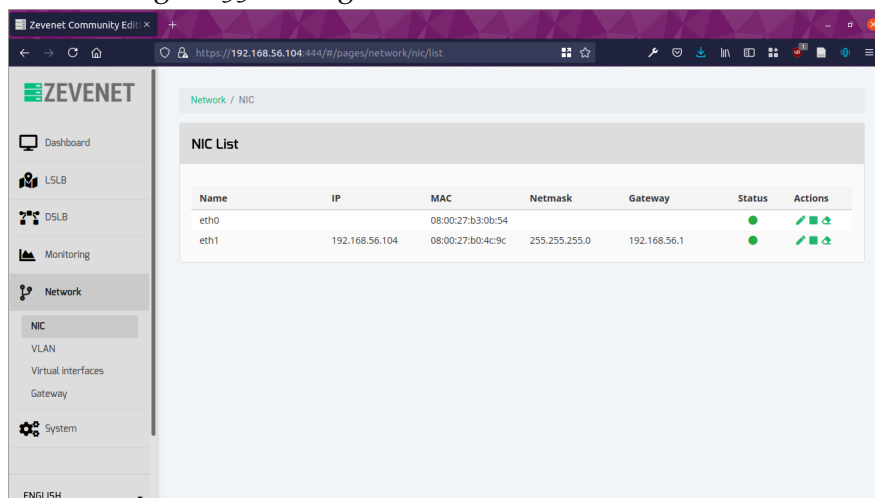 Zevenet Community Edit
https://192.168.56.104:444/#/pages/network/nic/list
ZEVENET
Dashboard
LSLB
DSLB
Monitoring
Network
NIC
VLAN
Virtual interfaces
Gateway
System
ENGLISH
Network / NIC
NIC List
Name IP MAC Netmask Gateway Status Actions
eth0 08:00:27:b3:0b:54
eth1 192.168.56.104 08:00:27:b0:4c:9c 255.255.255.0 192.168.56.1